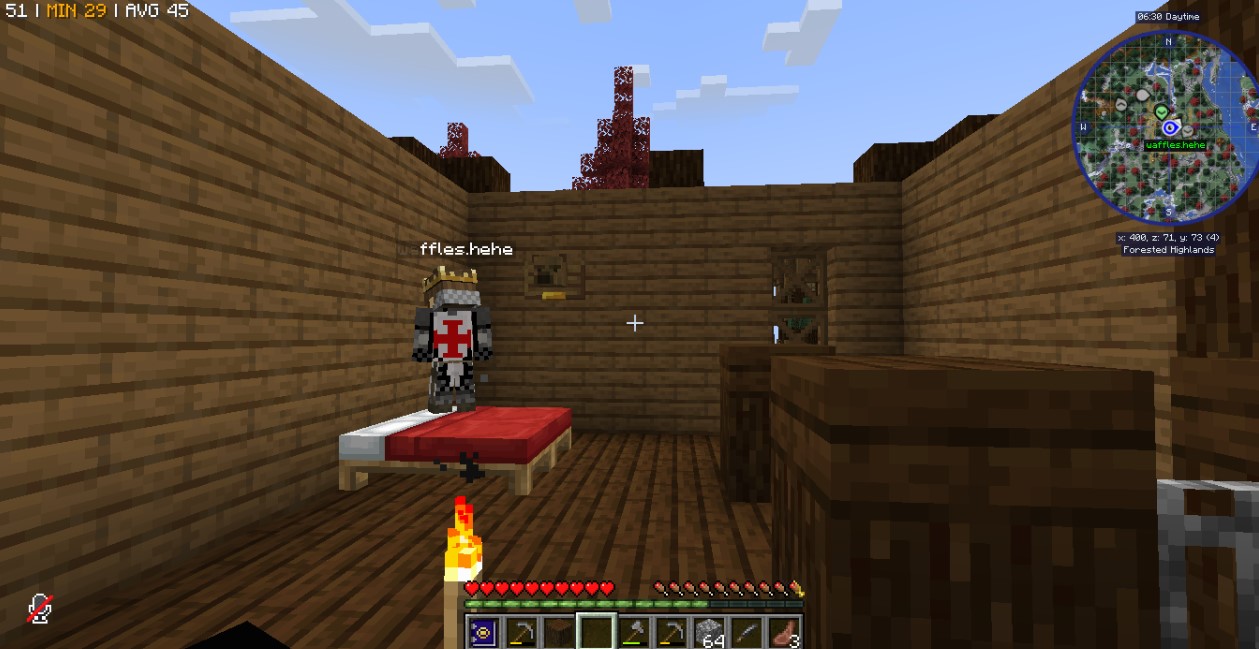 51 | MIN 29 | AVG 45
06:30 Daytime
N
W
E
waffles.hehe
S
x: 400, z: 71, y: 73 (4)
Forested Highlands
ffles.hehe
64
3